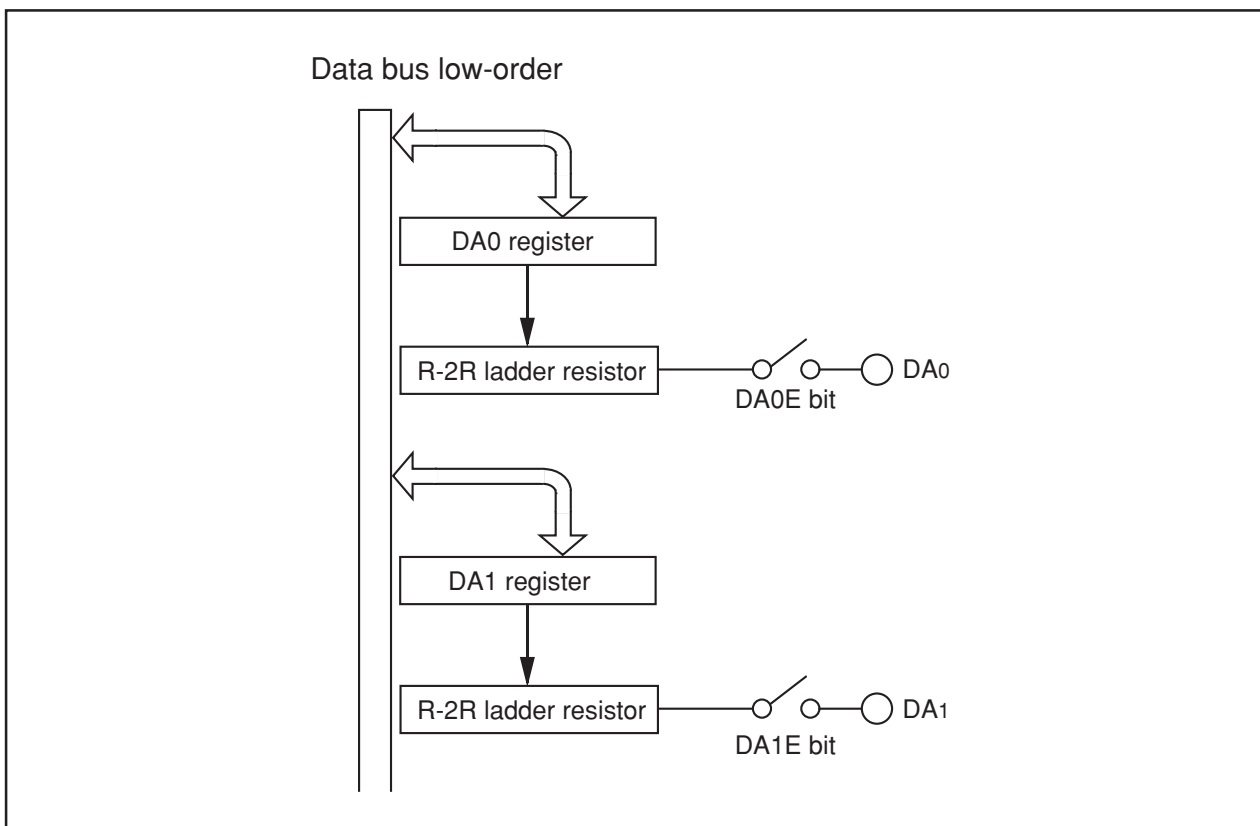 Data bus low-order
DA0 register
R-2R ladder resistor
DA0
DA0E bit
DA1 register
R-2R ladder resistor
DA1
DA1E bit